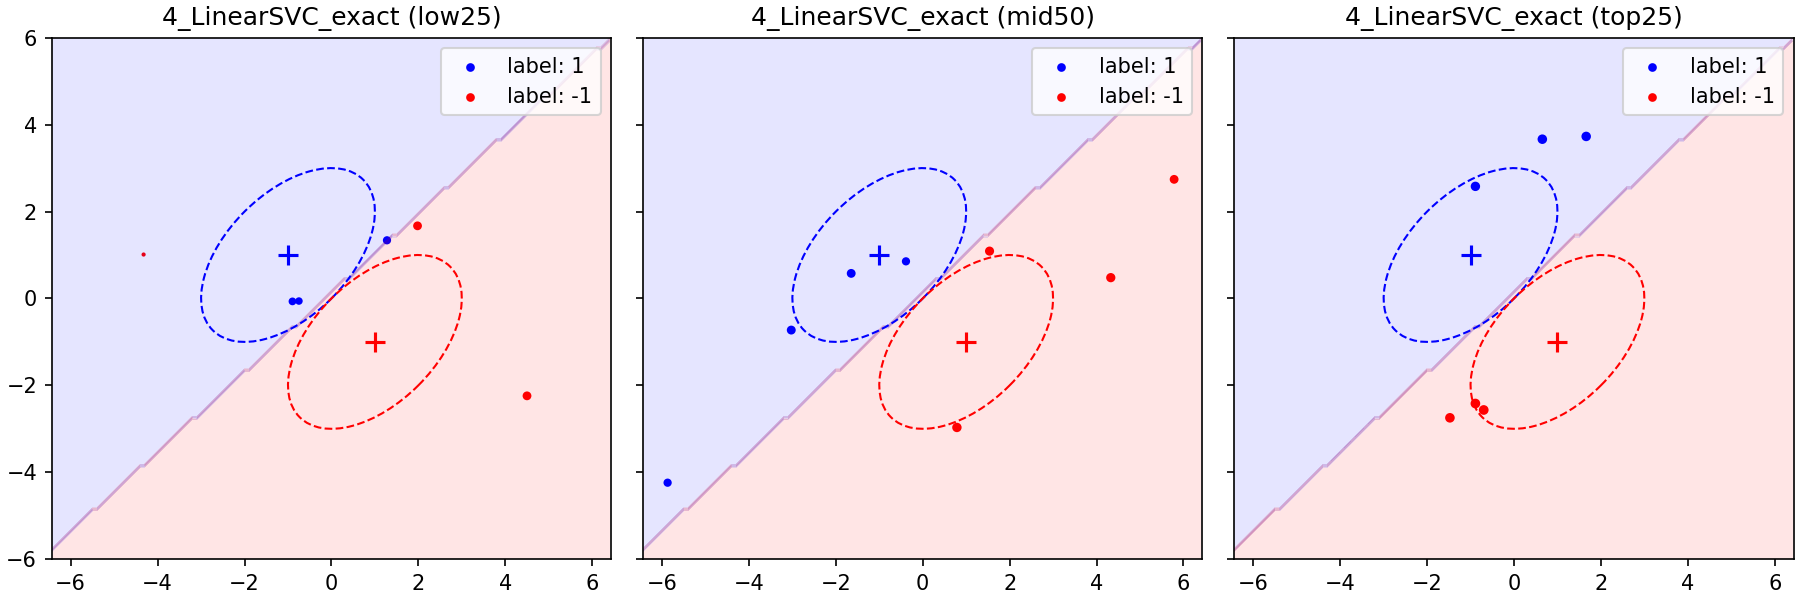 4_LinearSVC_exact (low25)
4_LinearSVC_exact (mid50)
4_LinearSVC_exact (top25)
label: 1
label: -1
label: 1
label: -1
label: 1
label: -1
6
4
2
0
−2
−4
−6
−6 −4 −2 0 2 4 6
−6 −4 −2 0 2 4 6
−6 −4 −2 0 2 4 6